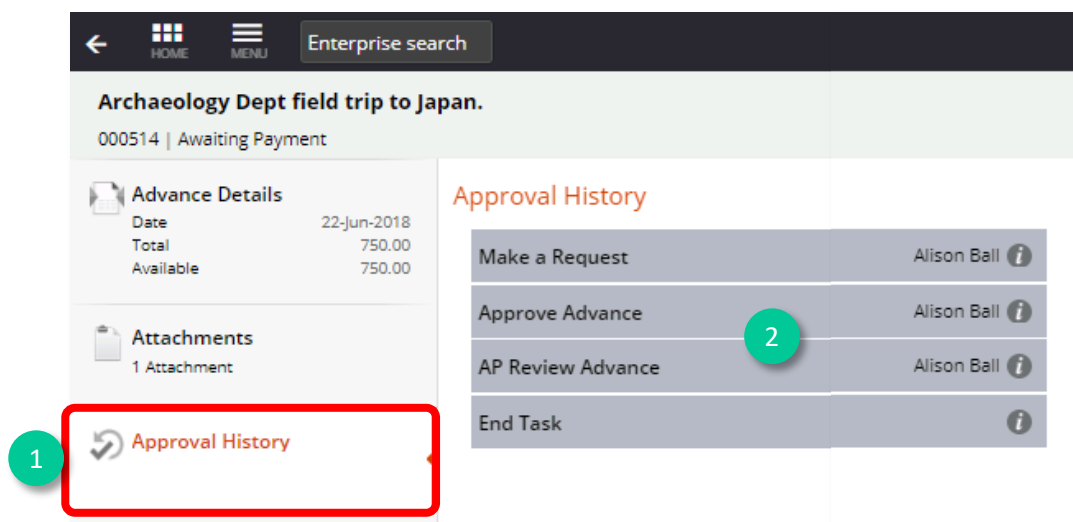 HOME MENU Enterprise search
Archaeology Dept field trip to Japan.
000514 | Awaiting Payment
Advance Details
Date 22-Jun-2018
Total 750.00
Available 750.00
Attachments
1 Attachment
1
Approval History
Approval History
Make a Request Alison Ball
Approve Advance Alison Ball
2
AP Review Advance Alison Ball
End Task